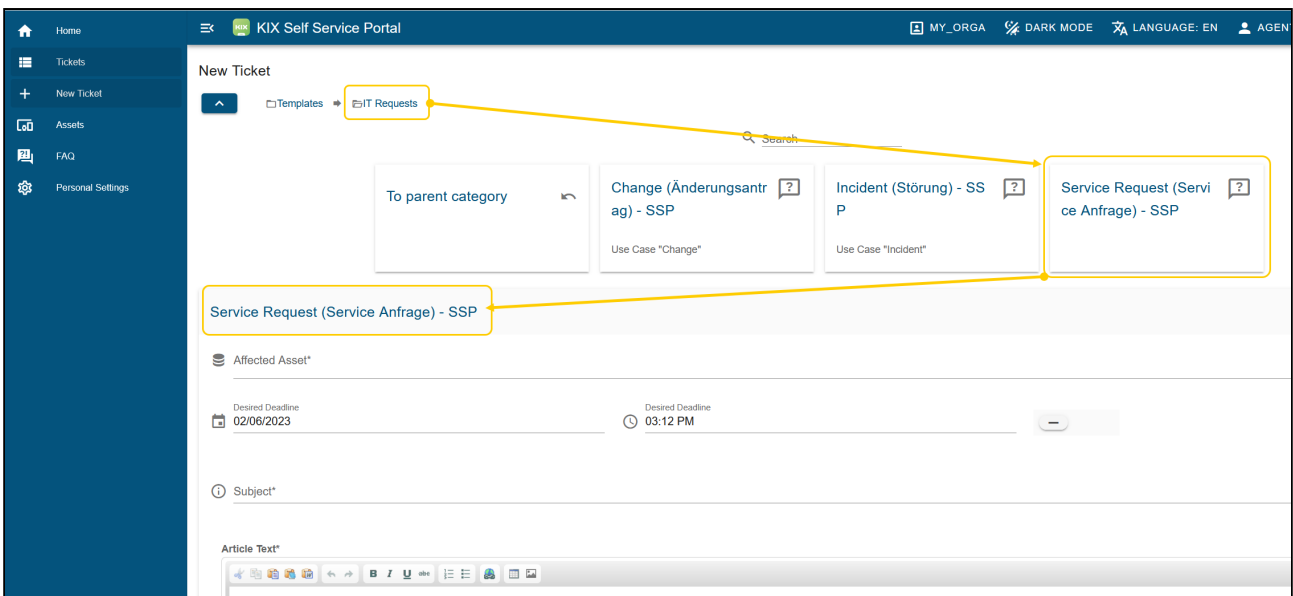 Home
Tickets
New Ticket
Assets
FAQ
Personal Settings
KIX
KIX Self Service Portal
MY_ORGA
DARK MODE
LANGUAGE: EN
AGEN
New Ticket
Templates
IT Requests
Search
To parent category
Change (Änderungsantr
ag) - SSP
Use Case "Change"
Incident (Störung) - SS
P
Use Case "Incident"
Service Request (Servi
ce Anfrage) - SSP
Service Request (Service Anfrage) - SSP
Affected Asset*
Desired Deadline
02/06/2023
Desired Deadline
03:12 PM
Subject*
Article Text*
B I U abc